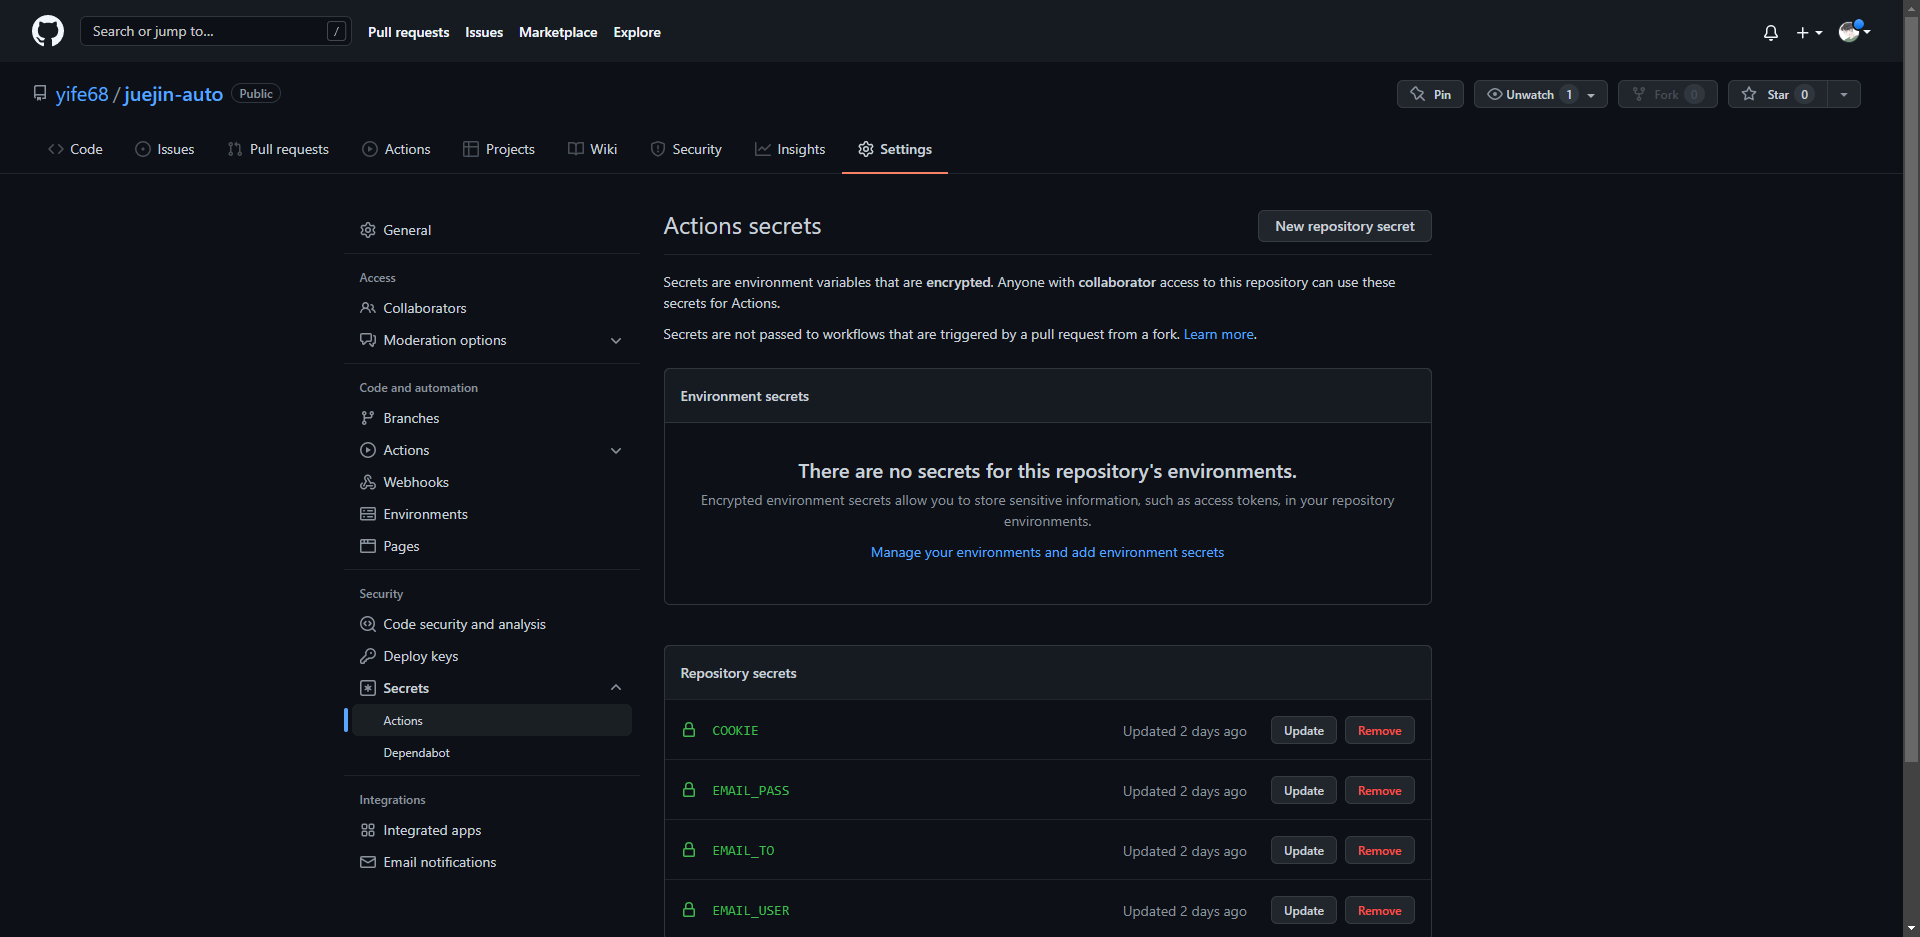 Search or jump to... /
Pull requests Issues Marketplace Explore
yife68 / juejin-auto Public
Pin Unwatch 1 Fork 0 Star 0
Code Issues Pull requests Actions Projects Wiki Security Insights Settings
General
Access
Collaborators
Moderation options
Code and automation
Branches
Actions
Webhooks
Environments
Pages
Security
Code security and analysis
Deploy keys
Secrets
Actions
Dependabot
Integrations
Integrated apps
Email notifications
Actions secrets
New repository secret
Secrets are environment variables that are encrypted. Anyone with collaborator access to this repository can use these
secrets for Actions.
Secrets are not passed to workflows that are triggered by a pull request from a fork. Learn more.
Environment secrets
There are no secrets for this repository's environments.
Encrypted environment secrets allow you to store sensitive information, such as access tokens, in your repository
environments.
Manage your environments and add environment secrets
Repository secrets
COOKIE Updated 2 days ago Update Remove
EMAIL_PASS Updated 2 days ago Update Remove
EMAIL_TO Updated 2 days ago Update Remove
EMAIL_USER Updated 2 days ago Update Remove